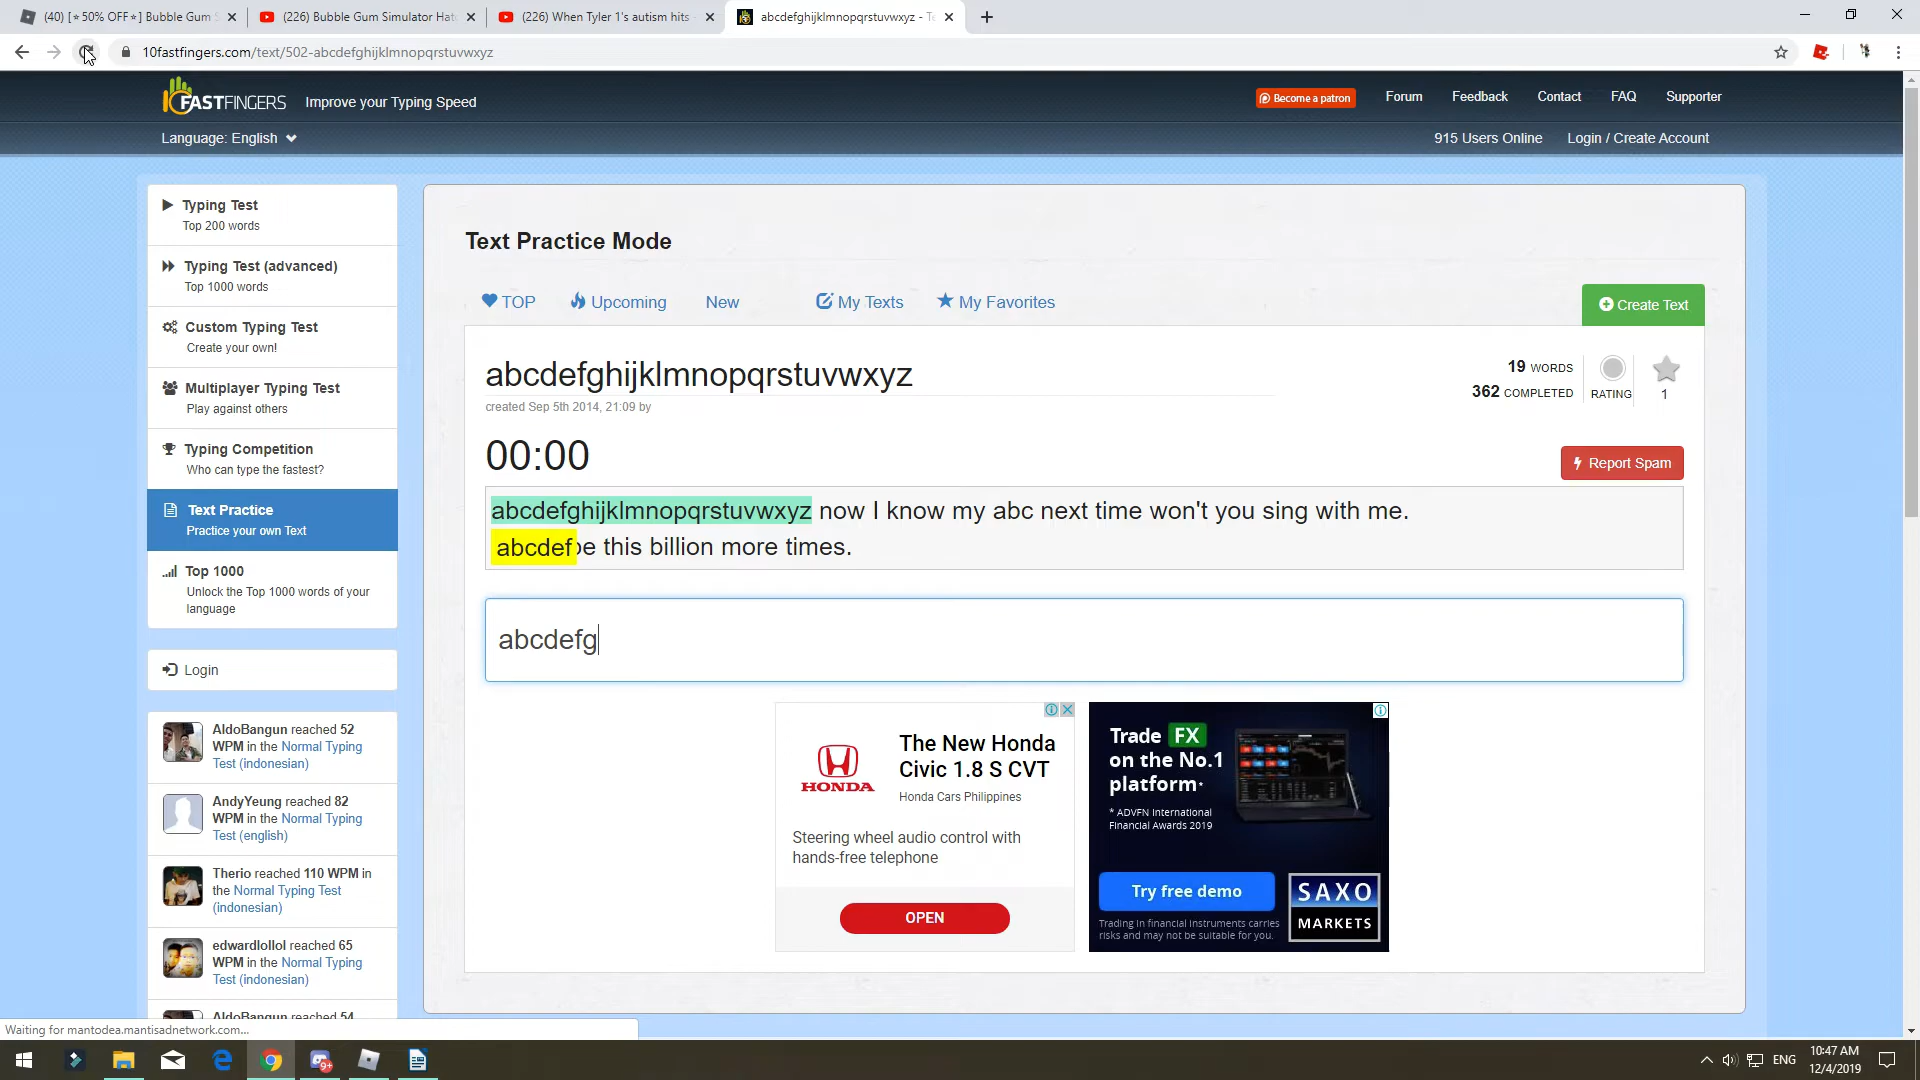 (40) [⭐50% OFF⭐] Bubble Gum S
(226) Bubble Gum Simulator Hat
(226) When Tyler 1's autism hits
abcdefghijklmnopqrstuvwxyz - T
10fastfingers.com/text/502-abcdefghijklmnopqrstuvwxyz
10FASTFINGERS
Improve your Typing Speed
Become a patron
Forum
Feedback
Contact
FAQ
Supporter
Language: English
915 Users Online
Login / Create Account
Typing Test
Top 200 words
Typing Test (advanced)
Top 1000 words
Custom Typing Test
Create your own!
Multiplayer Typing Test
Play against others
Typing Competition
Who can type the fastest?
Text Practice
Practice your own Text
Top 1000
Unlock the Top 1000 words of your
language
Login
AldoBangun reached 52
WPM in the Normal Typing
Test (indonesian)
AndyYeung reached 82
WPM in the Normal Typing
Test (english)
Therio reached 110 WPM in
the Normal Typing Test
(indonesian)
edwardlollol reached 65
WPM in the Normal Typing
Test (indonesian)
AldoBangun reached 54
Text Practice Mode
TOP
Upcoming
New
My Texts
My Favorites
Create Text
abcdefghijklmnopqrstuvwxyz
created Sep 5th 2014, 21:09 by
19 WORDS
362 COMPLETED
RATING
1
00:00
Report Spam
abcdefghijklmnopqrstuvwxyz now I know my abc next time won't you sing with me.
abcdef be this billion more times.
abcdefg
HONDA
The New Honda
Civic 1.8 S CVT
Honda Cars Philippines
Steering wheel audio control with
hands-free telephone
OPEN
Trade FX
on the No.1
platform*
* ADVFN International
Financial Awards 2019
Try free demo
Trading in financial instruments carries
risks and may not be suitable for you.
SAXO
MARKETS
Waiting for mantodea.mantisadnetwork.com...
9+
ENG
10:47 AM
12/4/2019